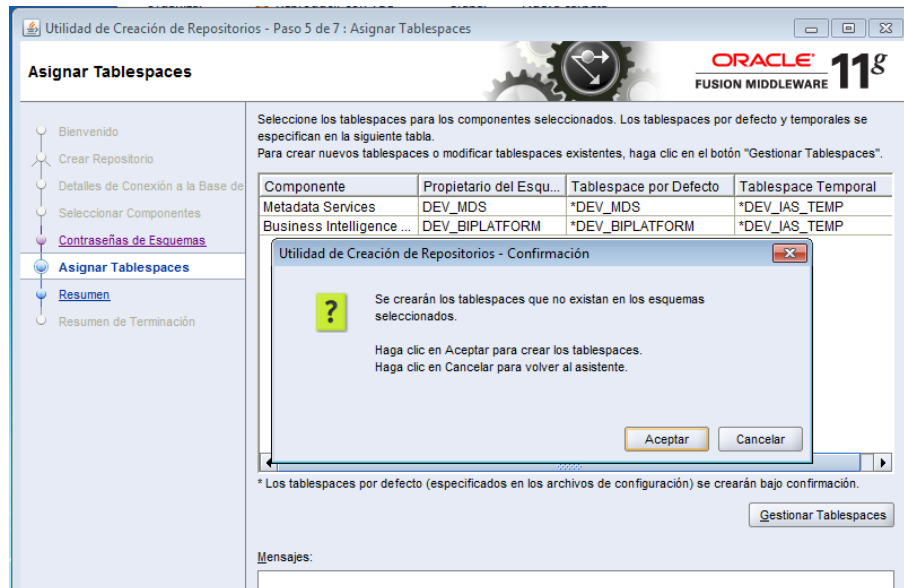 Utilidad de Creación de Repositorios - Paso 5 de 7 : Asignar Tablespaces
Asignar Tablespaces
ORACLE
FUSION MIDDLEWARE
11g
Bienvenido
Crear Repositorio
Detalles de Conexión a la Base de
Seleccionar Componentes
Contraseñas de Esquemas
Asignar Tablespaces
Resumen
Resumen de Terminación
Seleccione los tablespaces para los componentes seleccionados. Los tablespaces por defecto y temporales se
especifican en la siguiente tabla.
Para crear nuevos tablespaces o modificar tablespaces existentes, haga clic en el botón "Gestionar Tablespaces".
Componente Propietario del Esqu... Tablespace por Defecto Tablespace Temporal
Metadata Services DEV_MDS *DEV_MDS *DEV_IAS_TEMP
Business Intelligence ... DEV_BIPLATFORM *DEV_BIPLATFORM *DEV_IAS_TEMP
Utilidad de Creación de Repositorios - Confirmación
Se crearán los tablespaces que no existan en los esquemas
seleccionados.
Haga clic en Aceptar para crear los tablespaces.
Haga clic en Cancelar para volver al asistente.
Aceptar Cancelar
* Los tablespaces por defecto (especificados en los archivos de configuración) se crearán bajo confirmación.
Gestionar Tablespaces
Mensajes: